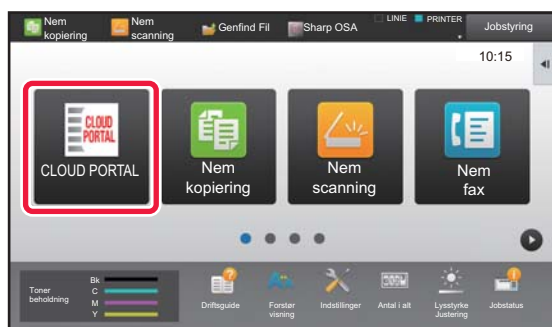 Nem kopiering
Nem scanning
Genfind Fil
Sharp OSA
LINIE
PRINTER
Jobstyring
10:15
CLOUD PORTAL
CLOUD PORTAL
Nem kopiering
Nem scanning
Nem fax
Toner beholdning
Bk
C
M
Y
Driftsguide
Forstør visning
Indstillinger
Antal i alt
Lysstyrke Justering
Jobstatus